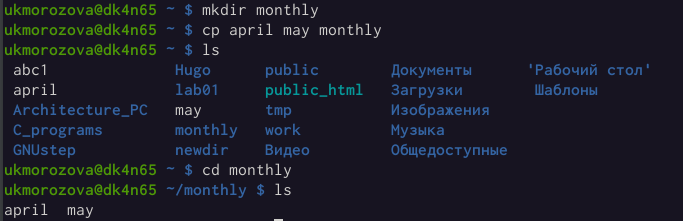 ukmorozova@dk4n65 ~ $ mkdir monthly
ukmorozova@dk4n65 ~ $ cp april may monthly
ukmorozova@dk4n65 ~ $ ls
abc1 Hugo public Документы 'Рабочий стол'
april lab01 public_html Загрузки Шаблоны
Architecture_PC may tmp Изображения
C_programs monthly work Музыка
GNUstep newdir Видео Общедоступные
ukmorozova@dk4n65 ~ $ cd monthly
ukmorozova@dk4n65 ~/monthly $ ls
april may